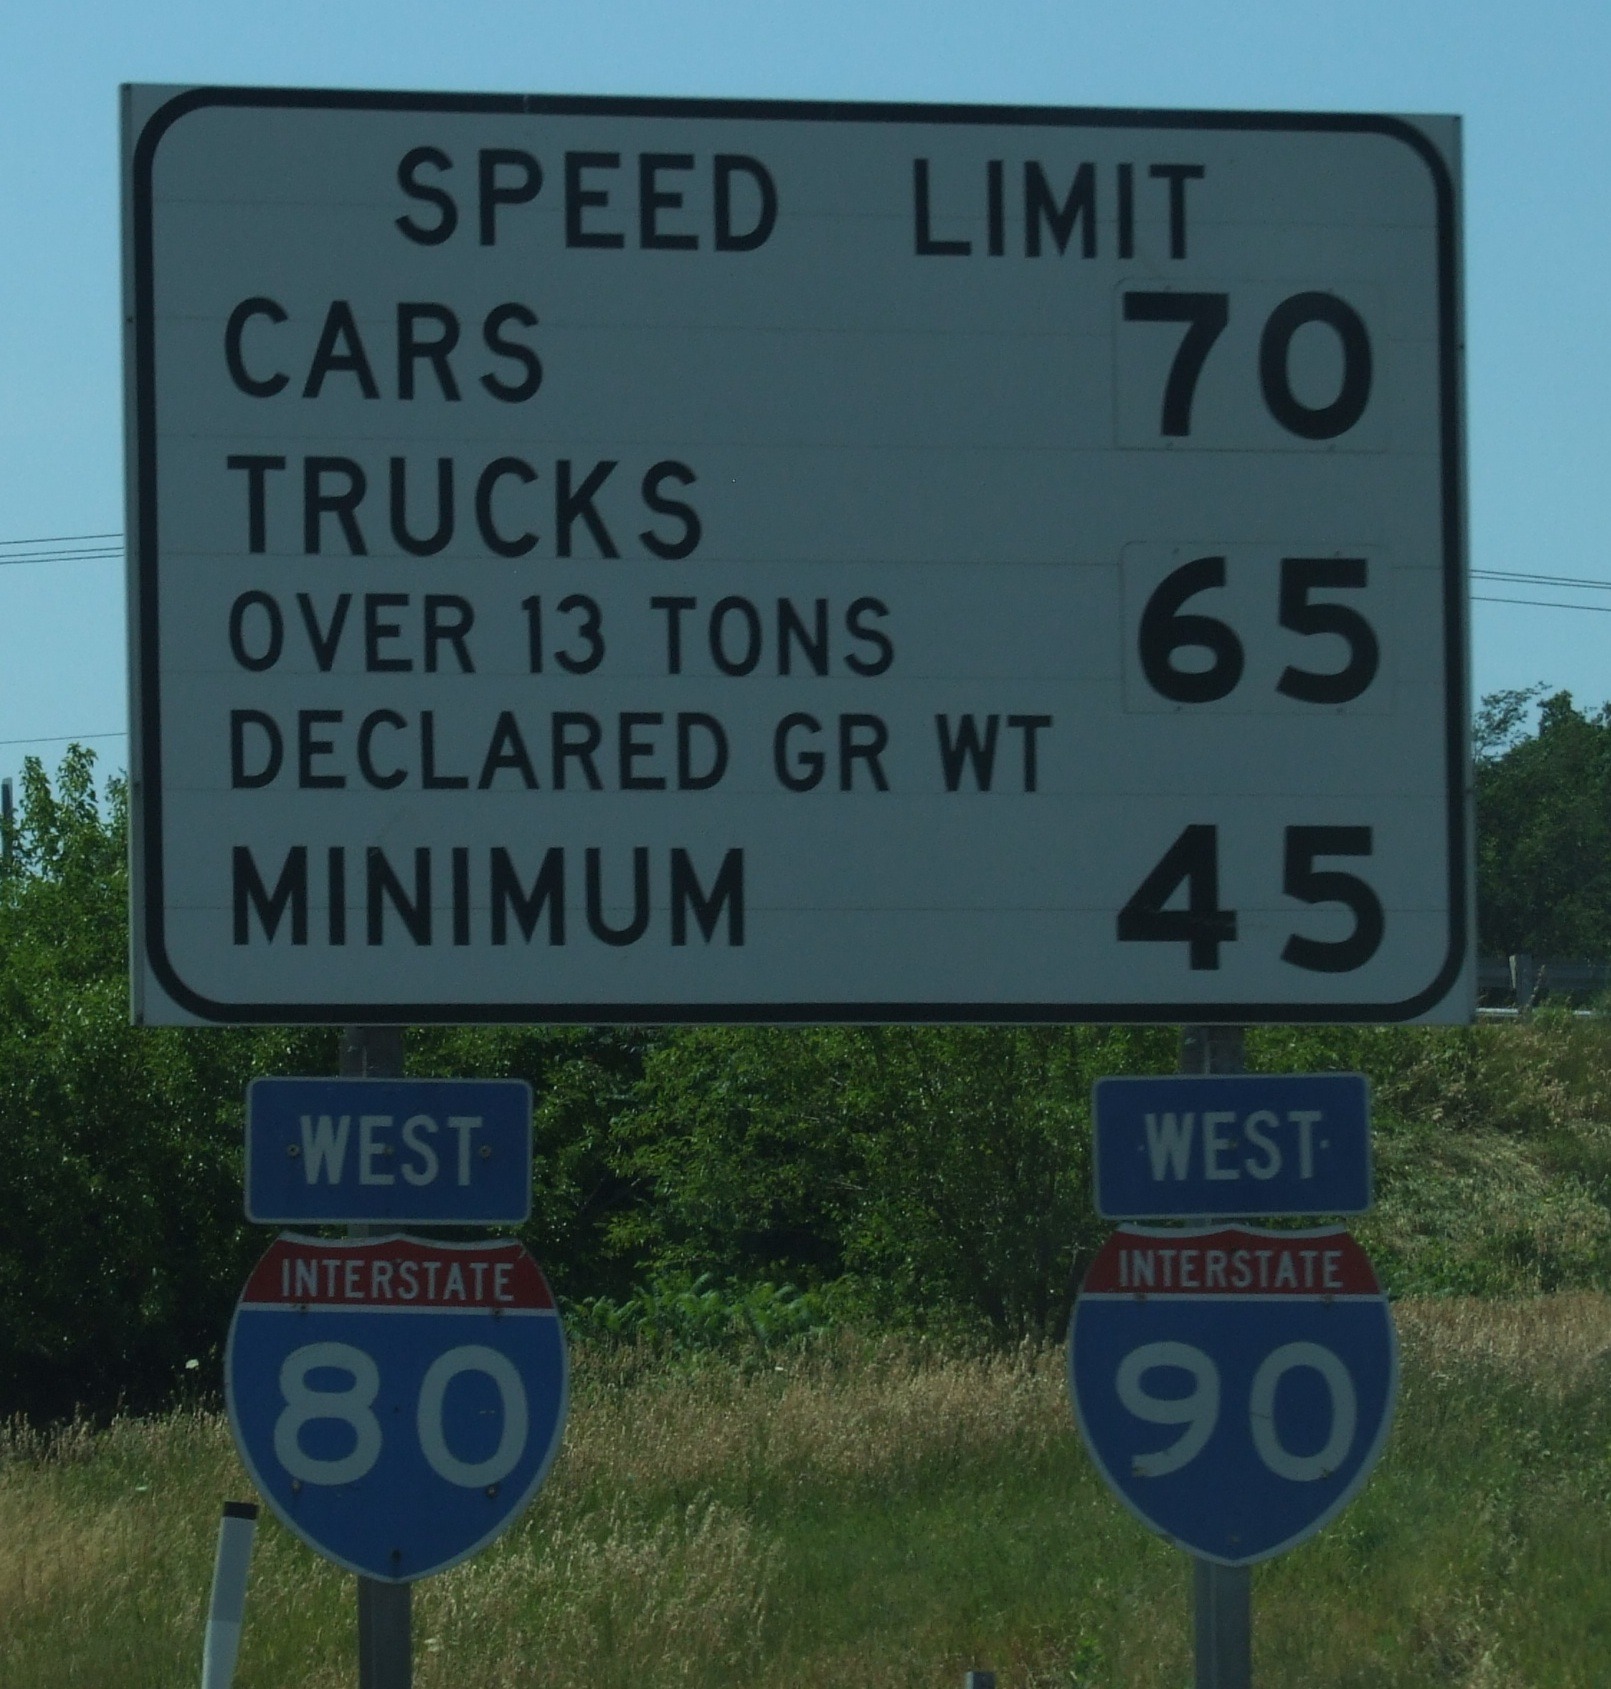 SPEED LIMIT
CARS 70
TRUCKS
OVER 13 TONS 65
DECLARED GR WT
MINIMUM 45
WEST
INTERSTATE
80
WEST
INTERSTATE
90